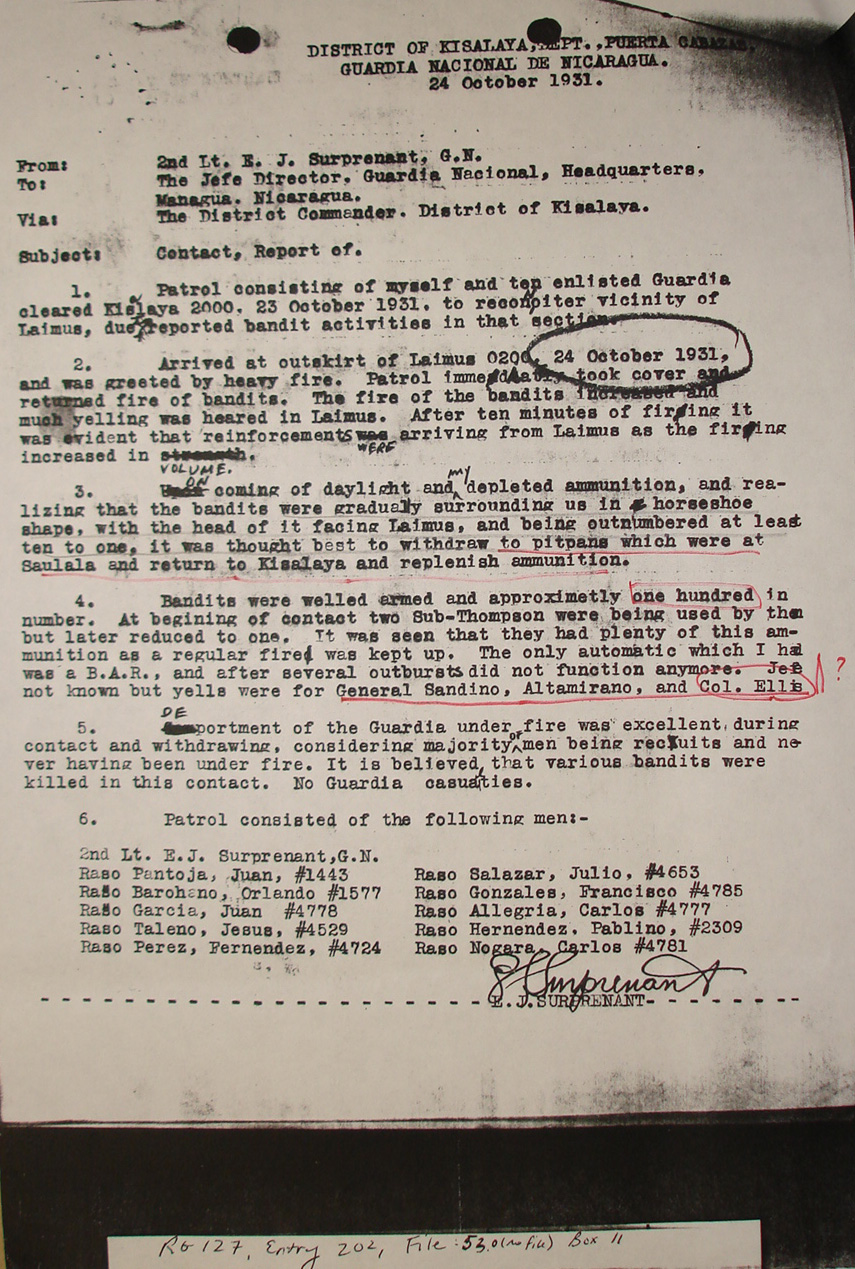 DISTRICT OF KISALAYA, DEPT., PUERTA CABAZAS,
GUARDIA NACIONAL DE NICARAGUA.
24 October 1931.
From: 2nd Lt. E. J. Surprenant, G.N.
To: The Jefe Director. Guardia Nacional, Headquarters,
Managua. Nicaragua.
Via: The District Commander. District of Kisalaya.
Subject: Contact, Report of.
1. Patrol consisting of myself and ten enlisted Guardia
cleared Kisalaya 2000. 23 October 1931. to reconoiter vicinity of
Laimus, due reported bandit activities in that section.
2. Arrived at outskirt of Laimus 0200. 24 October 1931,
and was greeted by heavy fire. Patrol immediatly took cover and
returned fire of bandits. The fire of the bandits increased and
much yelling was heared in Laimus. After ten minutes of firing it
was evident that reinforcements WERE arriving from Laimus as the firing
increased in VOLUME.
3. ON coming of daylight and my depleted ammunition, and rea-
lizing that the bandits were gradually surrounding us in horseshoe
shape, with the head of it facing Laimus, and being outnumbered at least
ten to one, it was thought best to withdraw to pitpans which were at
Saulala and return to Kisalaya and replenish ammunition.
4. Bandits were welled armed and approximetly one hundred in
number. At begining of contact two Sub-Thompson were being used by them
but later reduced to one. It was seen that they had plenty of this am-
munition as a regular fire was kept up. The only automatic which I had
was a B.A.R., and after several outbursts did not function anymore. Jefe
not known but yells were for General Sandino, Altamirano, and Col. Ellis ?
5. DEportment of the Guardia under fire was excellent, during
contact and withdrawing, considering majority of men being recruits and ne-
ver having been under fire. It is believed, that various bandits were
killed in this contact. No Guardia casualties.
6. Patrol consisted of the following men:-
2nd Lt. E.J. Surprenant,G.N.
Raso Pantoja, Juan, #1443 Raso Salazar, Julio, #4653
Raso Barohano, Orlando #1577 Raso Gonzales, Francisco #4785
Raso Garcia, Juan #4778 Raso Allegria, Carlos #4777
Raso Taleno, Jesus, #4529 Raso Hernendez. Pablino, #2309
Raso Perez, Fernendez, #4724 Raso Nogara, Carlos #4781
E J Surprenant
E.J.SURPRENANT
RG 127, Entry 202, File: 53.0 (no file) Box 11